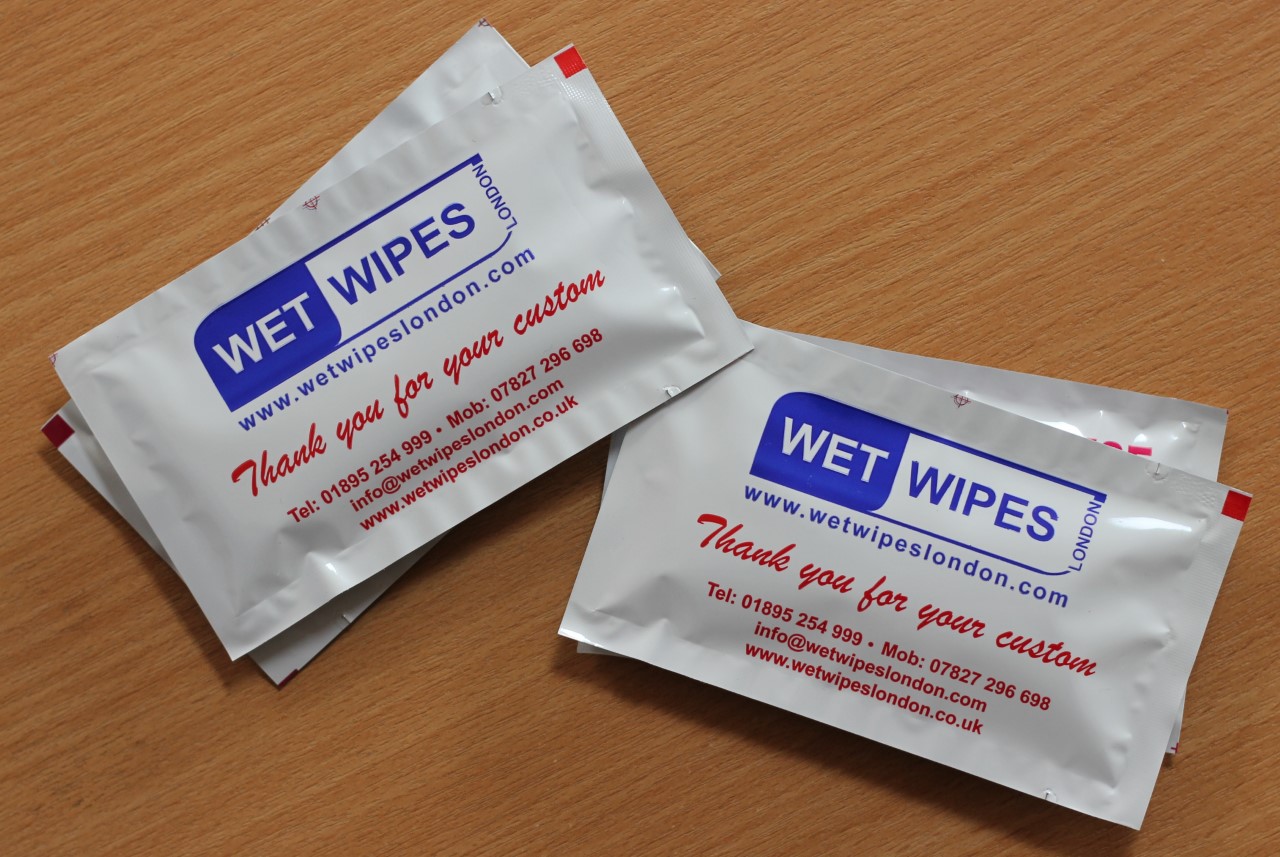 WET WIPES LONDON
www.wetwipeslondon.com
Thank you for your custom
Tel: 01895 254 999 • Mob: 07827 296 698
info@wetwipeslondon.com
www.wetwipeslondon.co.uk
WET WIPES LONDON
www.wetwipeslondon.com
Thank you for your custom
Tel: 01895 254 999 • Mob: 07827 296 698
info@wetwipeslondon.com
www.wetwipeslondon.co.uk